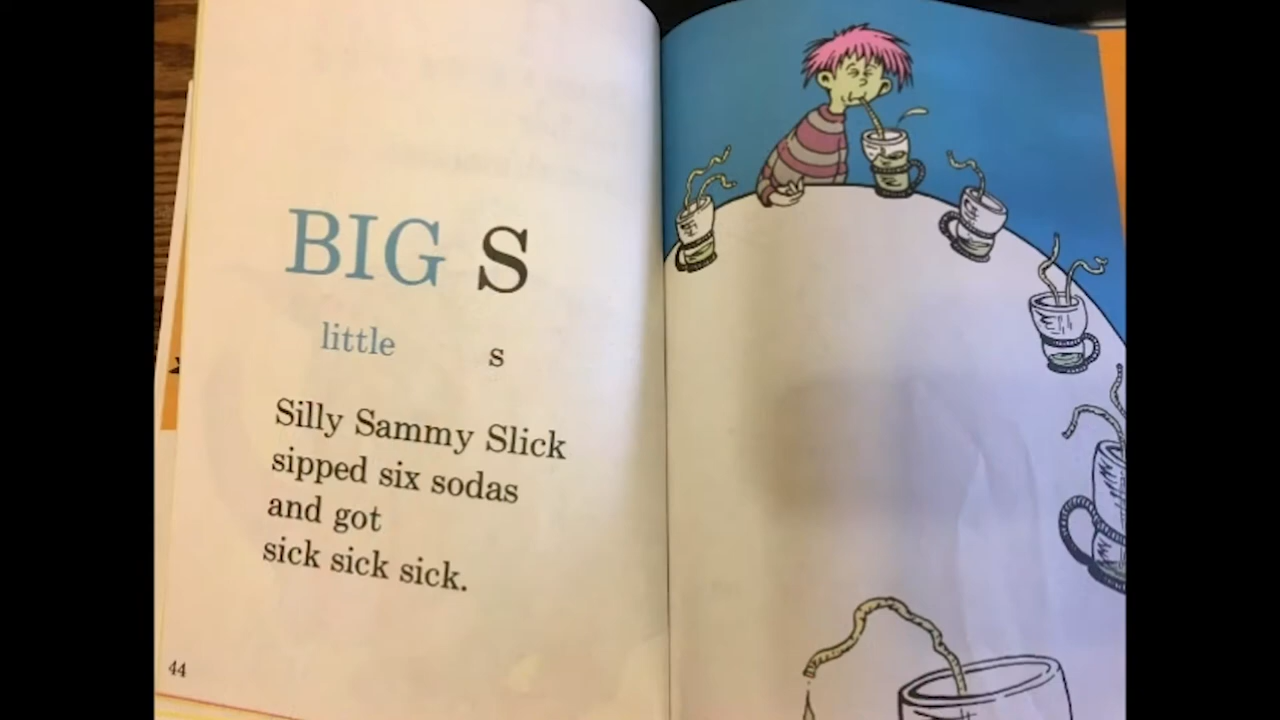 BIG S
little s
Silly Sammy Slick
sipped six sodas
and got
sick sick sick.
44